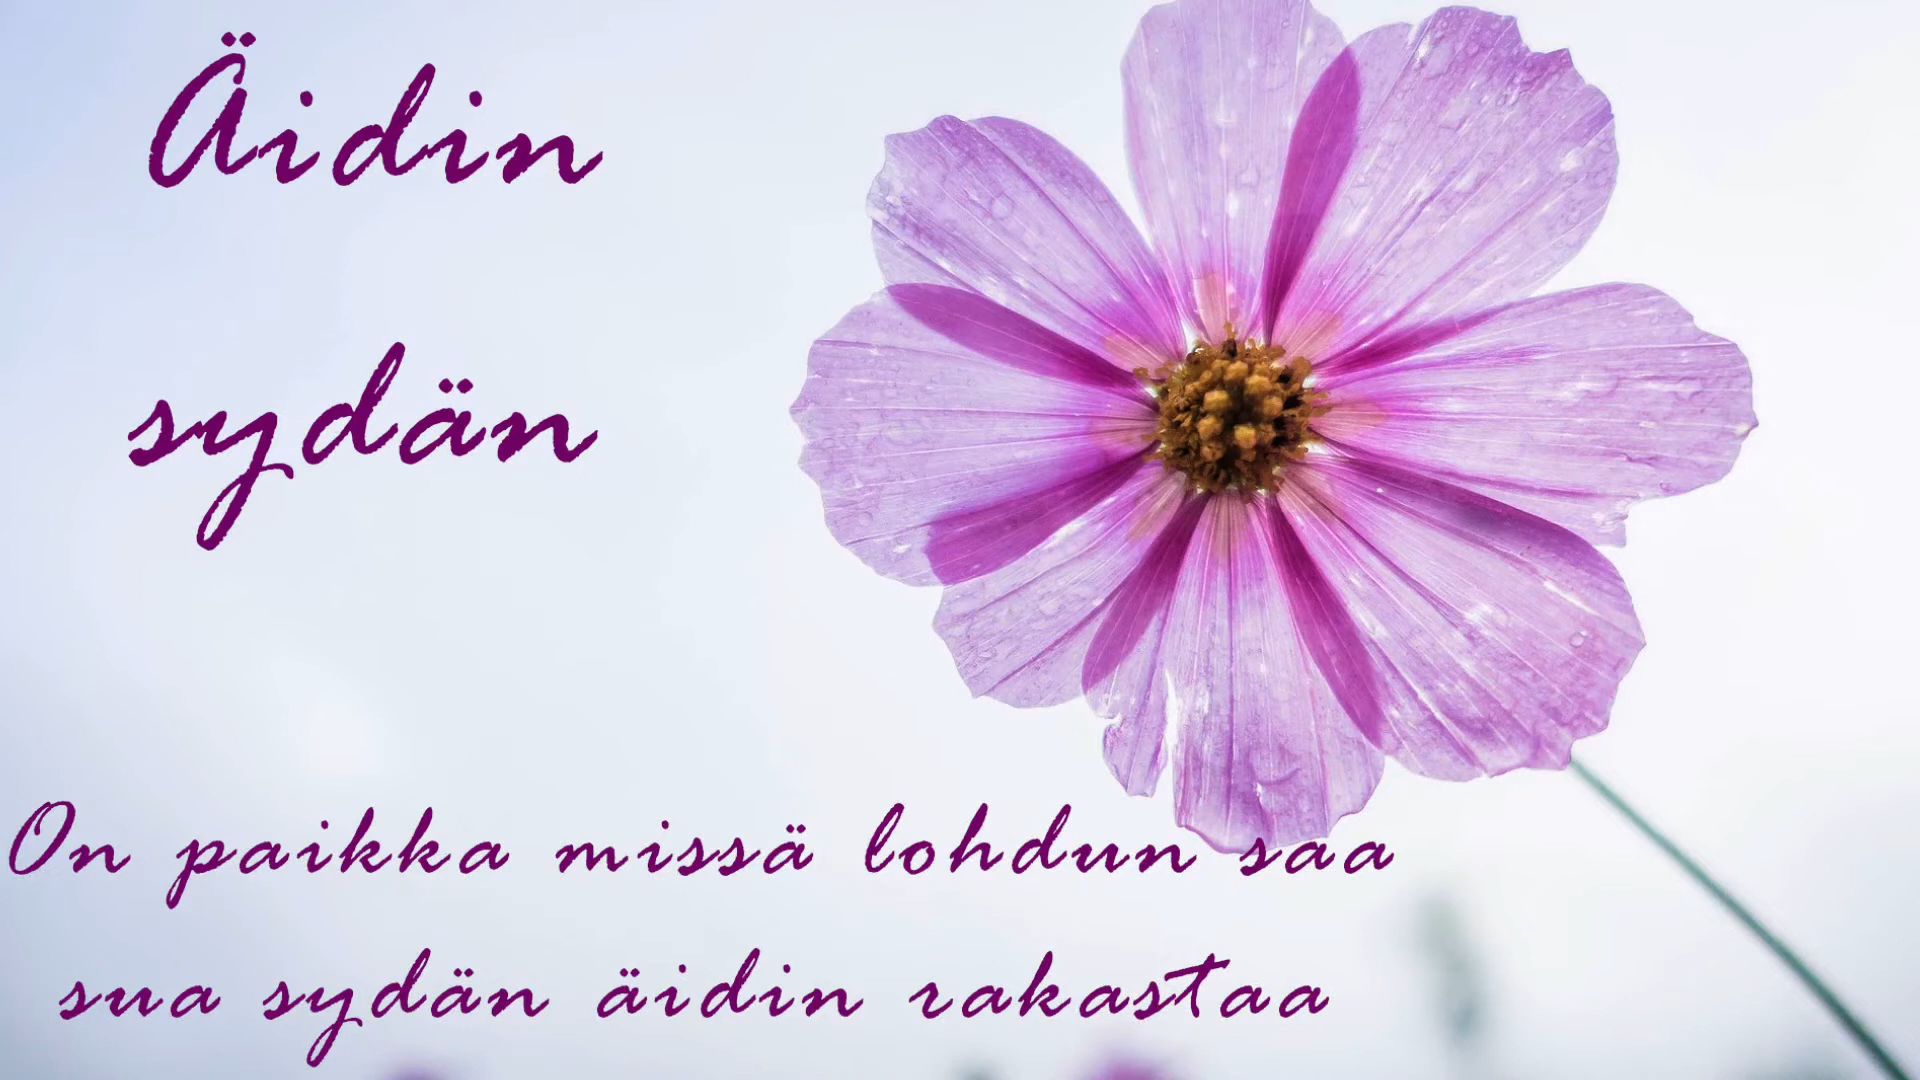 Äidin
sydän
On paikka missä lohdun saa
sua sydän äidin rakastaa